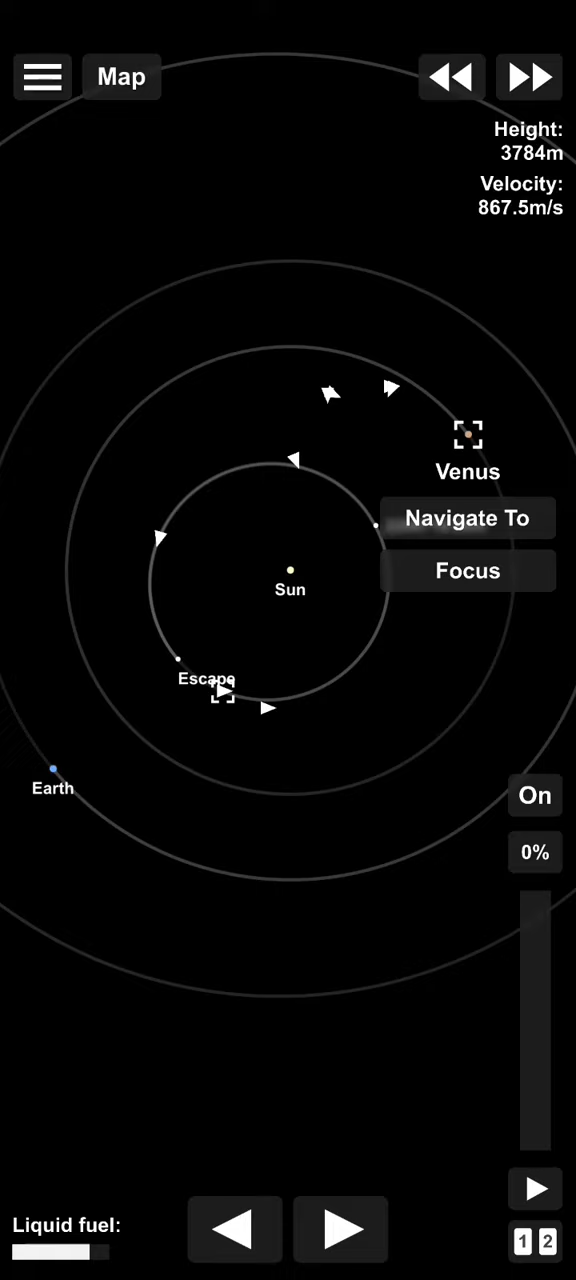 Map
Height:
3784m
Velocity:
867.5m/s
Venus
Navigate To
Focus
Sun
Escape
Earth
On
0%
Liquid fuel:
1 2